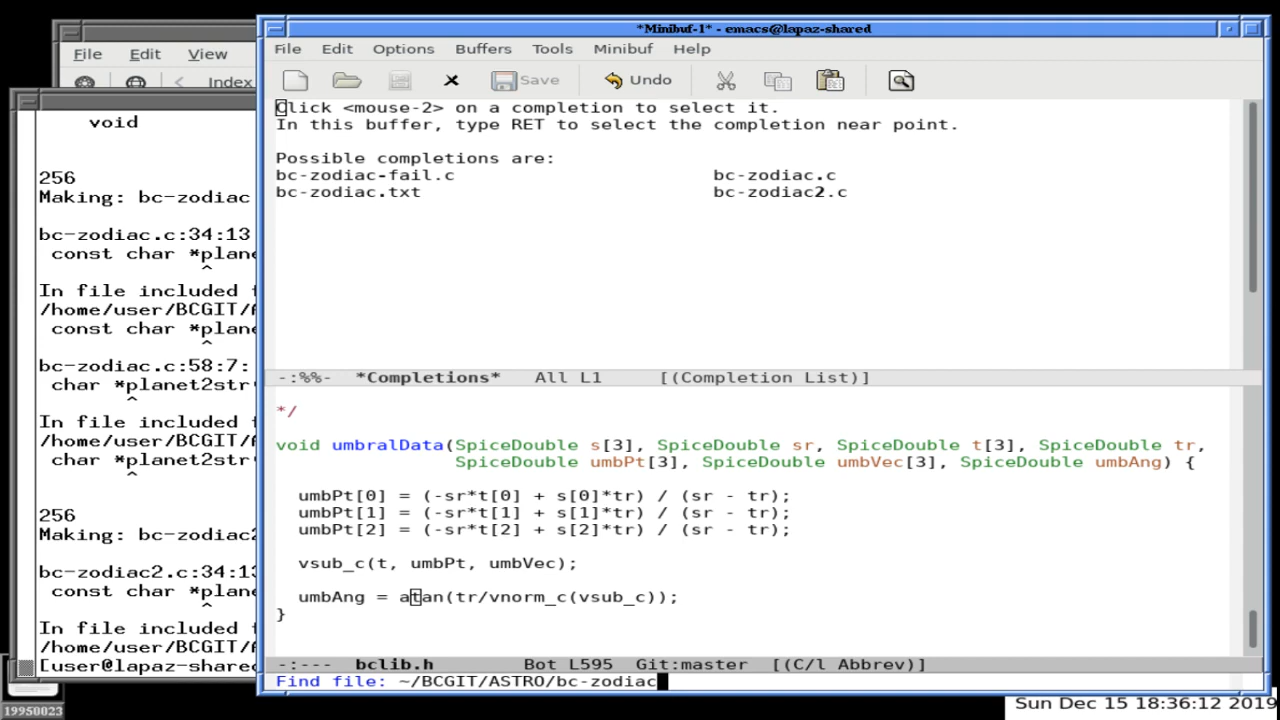 *Minibuf-1* - emacs@lapaz-shared
File Edit Options Buffers Tools Minibuf Help
Save Undo
Click <mouse-2> on a completion to select it.
In this buffer, type RET to select the completion near point.
Possible completions are:
bc-zodiac-fail.c bc-zodiac.c
bc-zodiac.txt bc-zodiac2.c
-:%%- *Completions* All L1 [(Completion List)]
*/
void umbralData(SpiceDouble s[3], SpiceDouble sr, SpiceDouble t[3], SpiceDouble tr,
SpiceDouble umbPt[3], SpiceDouble umbVec[3], SpiceDouble umbAng) {
umbPt[0] = (-sr*t[0] + s[0]*tr) / (sr - tr);
umbPt[1] = (-sr*t[1] + s[1]*tr) / (sr - tr);
umbPt[2] = (-sr*t[2] + s[2]*tr) / (sr - tr);
vsub_c(t, umbPt, umbVec);
umbAng = atan(tr/vnorm_c(vsub_c));
}
-:--- bclib.h Bot L595 Git:master [(C/l Abbrev)]
Find file: ~/BCGIT/ASTRO/bc-zodiac
File Edit View
Index
void
256
Making: bc-zodiac
bc-zodiac.c:34:13
const char *plane
^
In file included
/home/user/BCGIT/
const char *plane
^
bc-zodiac.c:58:7:
char *planet2str
^
In file included
/home/user/BCGIT/
char *planet2str
^
256
Making: bc-zodiac2
bc-zodiac2.c:34:13
const char *plane
^
In file included
/home/user/BCGIT/
[user@lapaz-shared
19950023
Sun Dec 15 18:36:12 2019